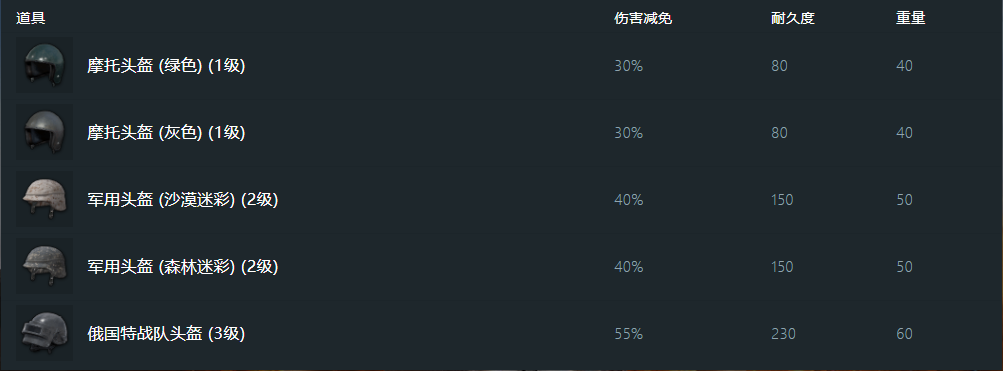 道具 伤害减免 耐久度 重量
摩托头盔 (绿色) (1级) 30% 80 40
摩托头盔 (灰色) (1级) 30% 80 40
军用头盔 (沙漠迷彩) (2级) 40% 150 50
军用头盔 (森林迷彩) (2级) 40% 150 50
俄国特战队头盔 (3级) 55% 230 60